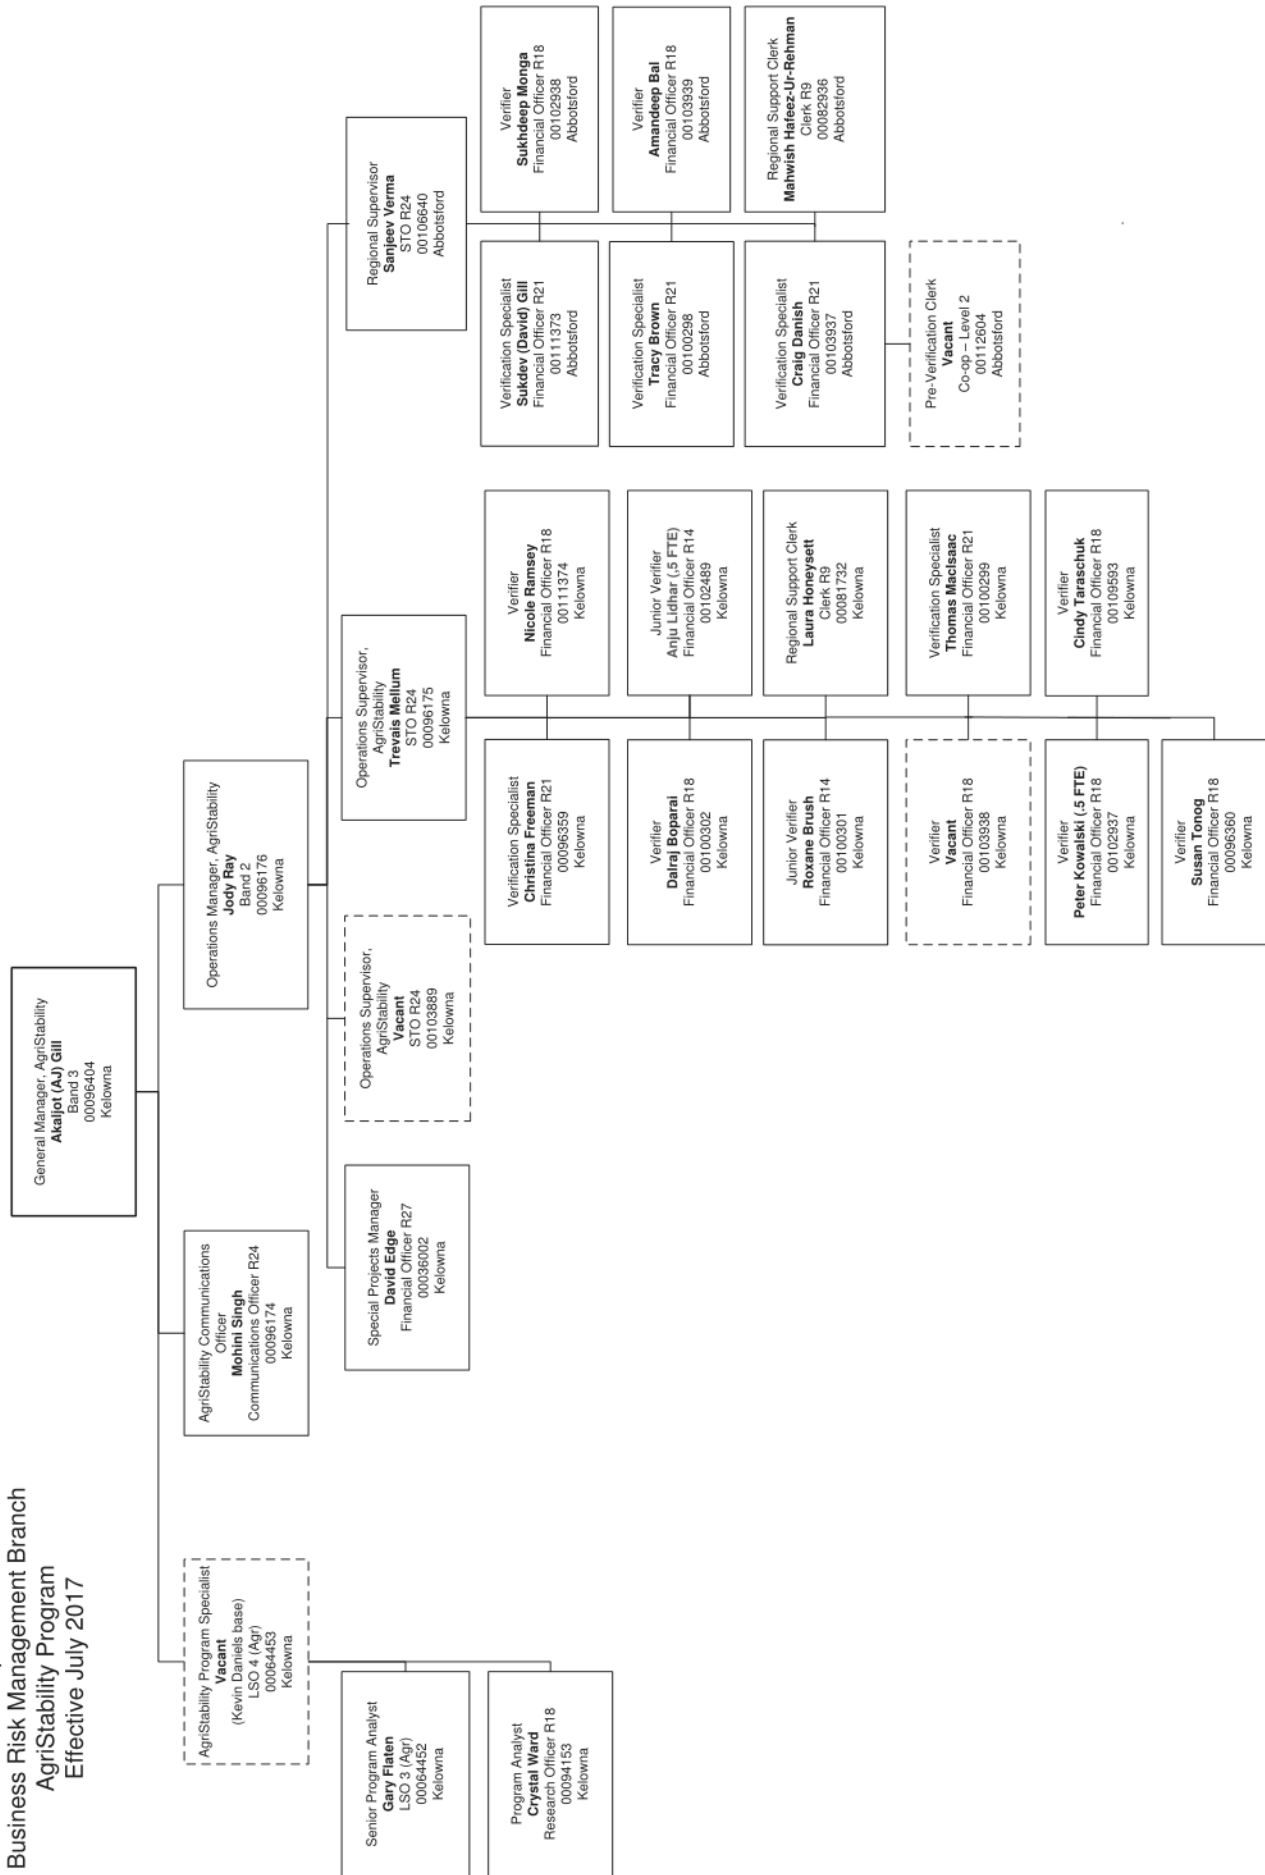 Business Risk Management Branch
AgriStability Program
Effective July 2017
General Manager, AgriStability
Akaljot (AJ) Gill
Band 3
00096404
Kelowna
AgriStability Program Specialist
Vacant
(Kevin Daniels base)
LSO 4 (Agr)
00064453
Kelowna
AgriStability Communications
Officer
Mohini Singh
Communications Officer R24
00096174
Kelowna
Operations Manager, AgriStability
Jody Ray
Band 2
00096176
Kelowna
Senior Program Analyst
Gary Flaten
LSO 3 (Agr)
00064452
Kelowna
Program Analyst
Crystal Ward
Research Officer R18
00094153
Kelowna
Special Projects Manager
David Edge
Financial Officer R27
00036002
Kelowna
Operations Supervisor,
AgriStability
Vacant
STO R24
00103889
Kelowna
Operations Supervisor,
AgriStability
Trevais Mellum
STO R24
00096175
Kelowna
Regional Supervisor
Sanjeev Verma
STO R24
00106640
Abbotsford
Verification Specialist
Christina Freeman
Financial Officer R21
00096359
Kelowna
Verifier
Nicole Ramsey
Financial Officer R18
00111374
Kelowna
Verifier
Dalraj Boparai
Financial Officer R18
00100302
Kelowna
Junior Verifier
Anju Lidhar (.5 FTE)
Financial Officer R14
00102489
Kelowna
Junior Verifier
Roxane Brush
Financial Officer R14
00100301
Kelowna
Regional Support Clerk
Laura Honeysett
Clerk R9
00081732
Kelowna
Verifier
Vacant
Financial Officer R18
00103938
Kelowna
Verification Specialist
Thomas MacIsaac
Financial Officer R21
00100299
Kelowna
Verifier
Peter Kowalski (.5 FTE)
Financial Officer R18
00102937
Kelowna
Verifier
Cindy Taraschuk
Financial Officer R18
00109593
Kelowna
Verifier
Susan Tonog
Financial Officer R18
00096360
Kelowna
Verification Specialist
Sukdev (David) Gill
Financial Officer R21
00111373
Abbotsford
Verifier
Sukhdeep Monga
Financial Officer R18
00102938
Abbotsford
Verification Specialist
Tracy Brown
Financial Officer R21
00100298
Abbotsford
Verifier
Amandeep Bal
Financial Officer R18
00103939
Abbotsford
Verification Specialist
Craig Danish
Financial Officer R21
00103937
Abbotsford
Regional Support Clerk
Mahwish Hafeez-Ur-Rehman
Clerk R9
00082936
Abbotsford
Pre-Verification Clerk
Vacant
Co-op – Level 2
00112604
Abbotsford